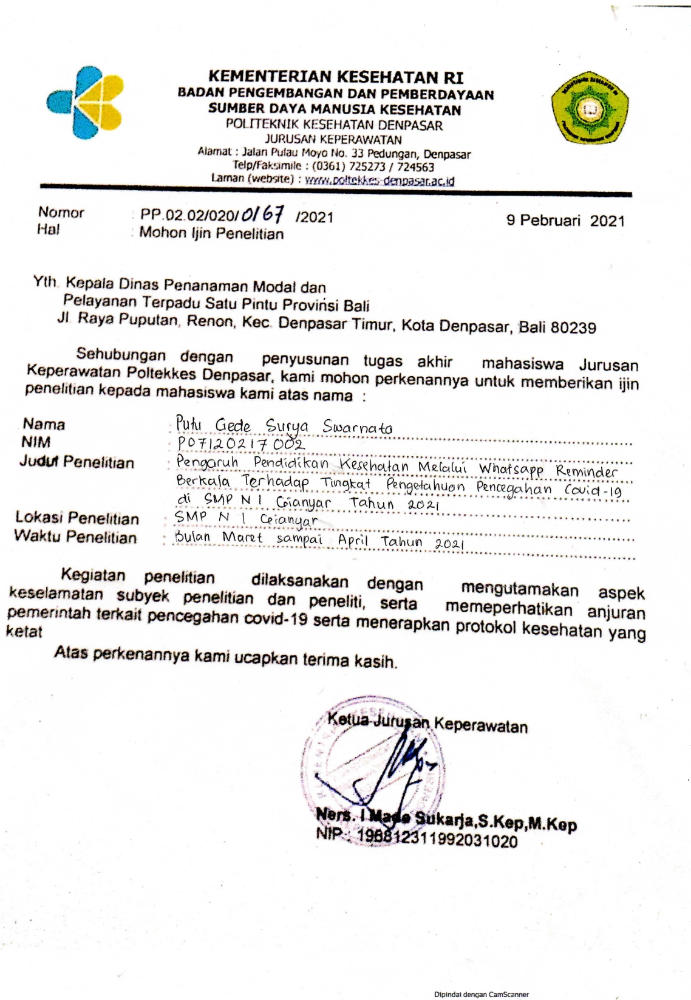 KEMENTERIAN KESEHATAN RI
BADAN PENGEMBANGAN DAN PEMBERDAYAAN
SUMBER DAYA MANUSIA KESEHATAN
POLITEKNIK KESEHATAN DENPASAR
JURUSAN KEPERAWATAN
Alamat : Jalan Pulau Moyo No. 33 Pedungan, Denpasar
Telp/Faksimile : (0361) 725273 / 724563
Laman (website) : www.poltekkes-denpasar.ac.id
Nomor : PP.02.02/020/0167 /2021 9 Pebruari 2021
Hal : Mohon Ijin Penelitian
Yth. Kepala Dinas Penanaman Modal dan
Pelayanan Terpadu Satu Pintu Provinsi Bali
Jl. Raya Puputan, Renon, Kec. Denpasar Timur, Kota Denpasar, Bali 80239
Sehubungan dengan penyusunan tugas akhir mahasiswa Jurusan
Keperawatan Poltekkes Denpasar, kami mohon perkenannya untuk memberikan ijin
penelitian kepada mahasiswa kami atas nama :
Nama : Putu Gede Surya Swarnata
NIM : P07120217002
Judul Penelitian : Pengaruh Pendidikan Kesehatan Melalui Whatsapp Reminder
Berkala Terhadap Tingkat Pengetahuan Pencegahan Covid-19
di SMP N 1 Gianyar Tahun 2021
Lokasi Penelitian : SMP N 1 Gianyar
Waktu Penelitian : Bulan Maret sampai April Tahun 2021
Kegiatan penelitian dilaksanakan dengan mengutamakan aspek
keselamatan subyek penelitian dan peneliti, serta memeperhatikan anjuran
pemerintah terkait pencegahan covid-19 serta menerapkan protokol kesehatan yang
ketat
Atas perkenannya kami ucapkan terima kasih.
Ketua Jurusan Keperawatan
Ners. I Made Sukarja,S.Kep,M.Kep
NIP : 196812311992031020
Dipindai dengan CamScanner